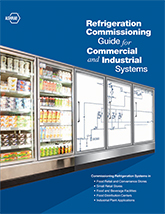 ASHRAE
Refrigeration
Commissioning
Guide for
Commercial
and Industrial
Systems
Commissioning Refrigeration Systems in
• Food Retail and Convenience Stores
• Small Retail Stores
• Food and Beverage Facilities
• Food Distribution Centers
• Industrial Plant Applications